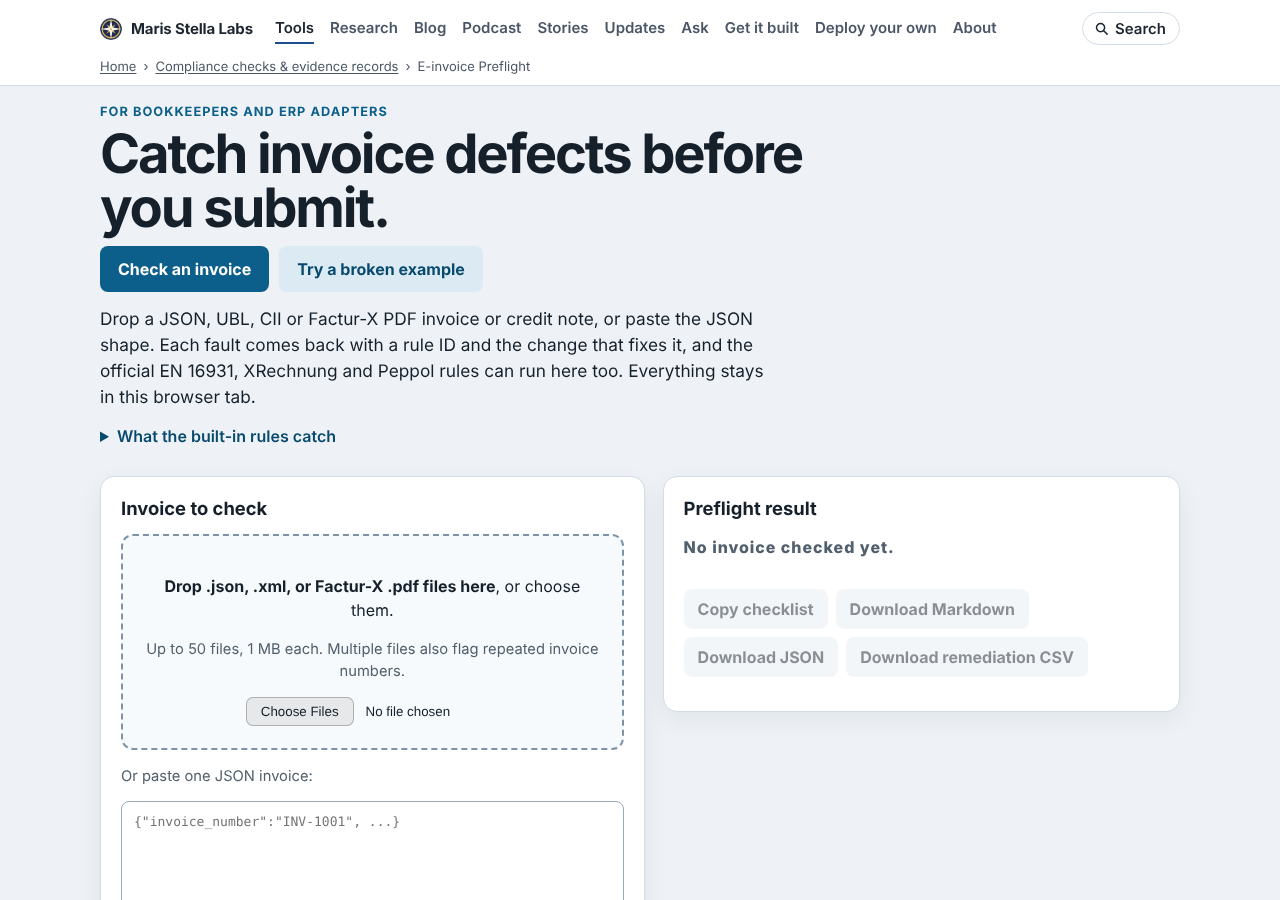 Maris Stella Labs Tools Research Blog Podcast Stories Updates Ask Get it built Deploy your own About Search
Home › Compliance checks & evidence records › E-invoice Preflight
FOR BOOKKEEPERS AND ERP ADAPTERS
Catch invoice defects before
you submit.
Check an invoice Try a broken example
Drop a JSON, UBL, CII or Factur-X PDF invoice or credit note, or paste the JSON
shape. Each fault comes back with a rule ID and the change that fixes it, and the
official EN 16931, XRechnung and Peppol rules can run here too. Everything stays
in this browser tab.
What the built-in rules catch
Invoice to check
Drop .json, .xml, or Factur-X .pdf files here, or choose
them.
Up to 50 files, 1 MB each. Multiple files also flag repeated invoice
numbers.
Choose Files No file chosen
Or paste one JSON invoice:
{"invoice_number":"INV-1001", ...}
Preflight result
No invoice checked yet.
Copy checklist Download Markdown
Download JSON Download remediation CSV